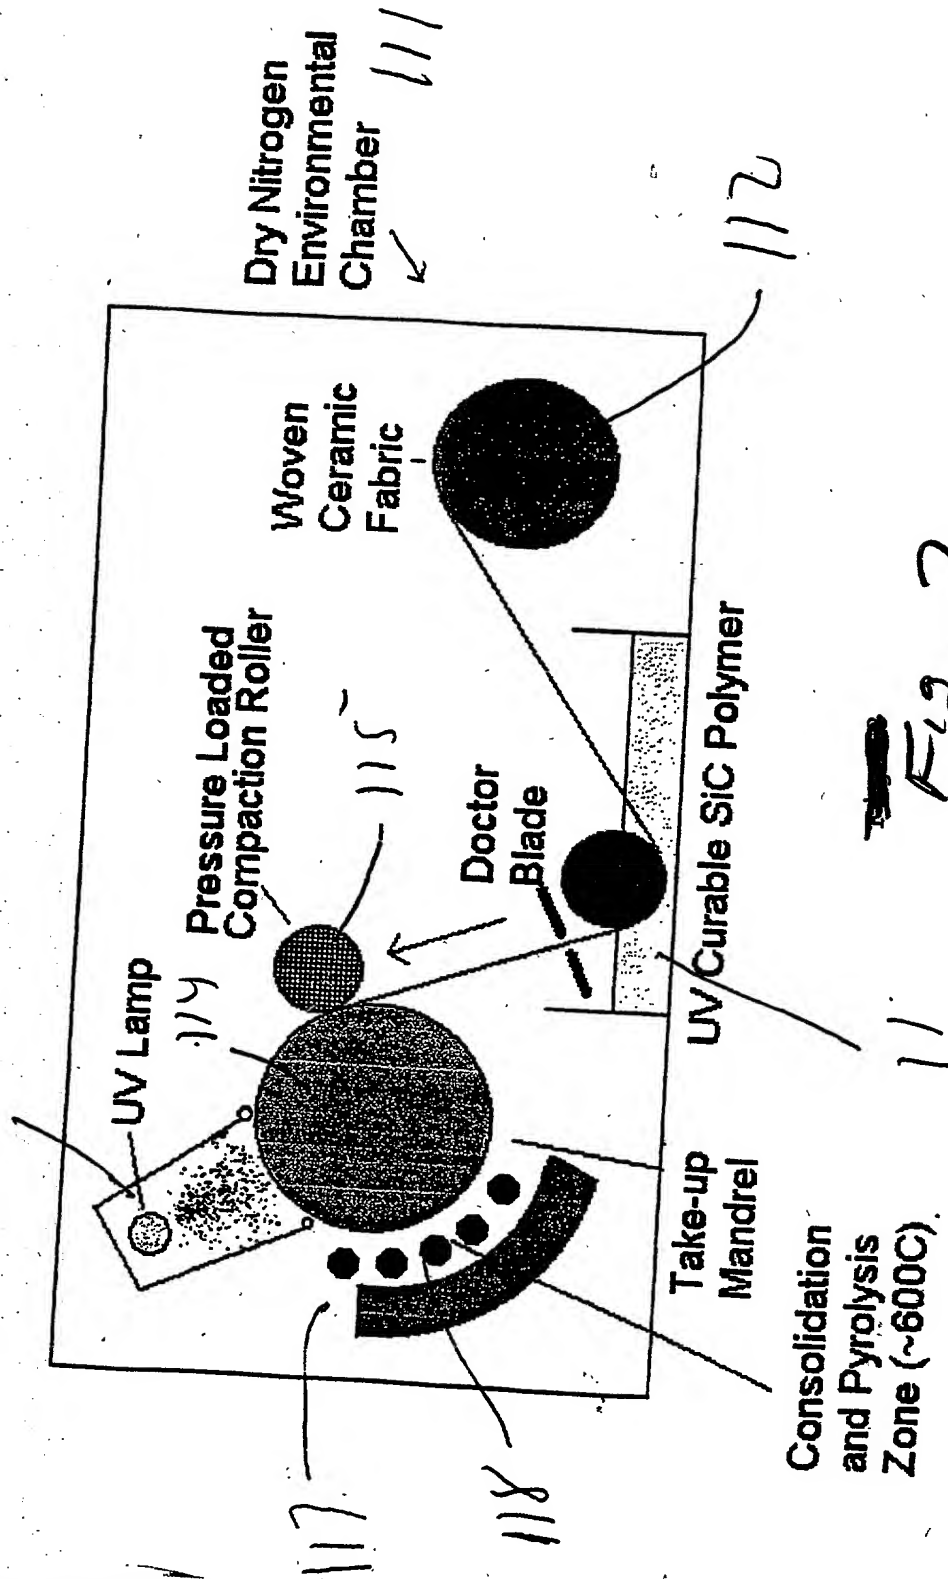 Dry Nitrogen
Environmental
Chamber
111
Woven
Ceramic
Fabric
112
Pressure Loaded
Compaction Roller
115
UV Lamp
114
Doctor
Blade
UV Curable SiC Polymer
11
Take-up
Mandrel
Consolidation
and Pyrolysis
Zone (~600C).
117
118
Fig